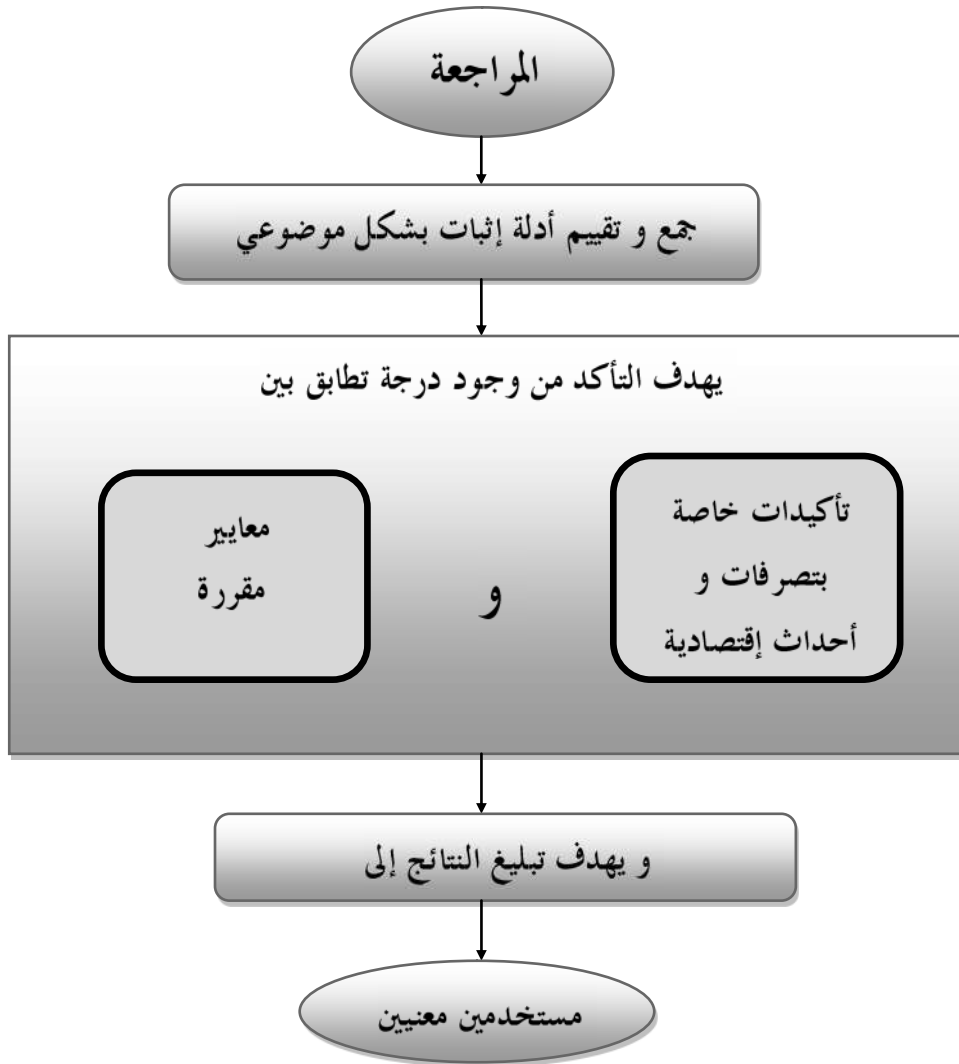 المراجعة
جمع و تقييم أدلة إثبات بشكل موضوعي
يهدف التأكد من وجود درجة تطابق بين
تأكيدات خاصة
بتصرفات و
أحداث إقتصادية
و
معايير
مقررة
و يهدف تبليغ النتائج إلى
مستخدمين معنيين